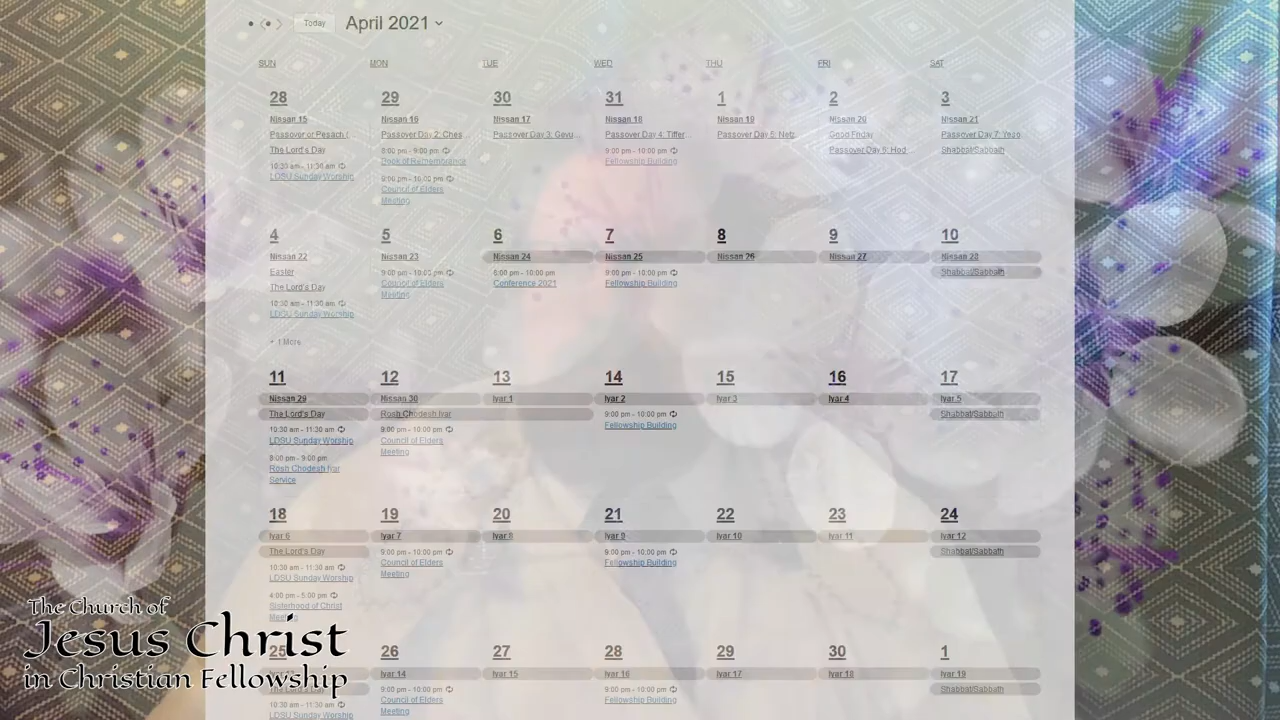 Today April 2021
SUN MON TUE WED THU FRI SAT
28 29 30 31 1 2 3
Nissan 15 Nissan 16 Nissan 17 Nissan 18 Nissan 19 Nissan 20 Nissan 21
Passover or Pesach (... Passover Day 2: Ches... Passover Day 3: Gevu... Passover Day 4: Tiffer... Passover Day 5: Netz... Good Friday Passover Day 7: Yeso...
The Lord's Day 8:00 pm - 9:00 pm 9:00 pm - 10:00 pm Passover Day 6: Hod... Shabbat/Sabbath
10:30 am - 11:30 am Book of Remembrance Fellowship Building
LDSU Sunday Worship 9:00 pm - 10:00 pm
Council of Elders
Meeting
4 5 6 7 8 9 10
Nissan 22 Nissan 23 Nissan 24 Nissan 25 Nissan 26 Nissan 27 Nissan 28
Easter 9:00 pm - 10:00 pm 6:00 pm - 10:00 pm 9:00 pm - 10:00 pm Shabbat/Sabbath
The Lord's Day Council of Elders Conference 2021 Fellowship Building
10:30 am - 11:30 am Meeting
LDSU Sunday Worship
+ 1 More
11 12 13 14 15 16 17
Nissan 29 Nissan 30 Iyar 1 Iyar 2 Iyar 3 Iyar 4 Iyar 5
The Lord's Day Rosh Chodesh Iyar 9:00 pm - 10:00 pm Shabbat/Sabbath
10:30 am - 11:30 am 9:00 pm - 10:00 pm Fellowship Building
LDSU Sunday Worship Council of Elders
8:00 pm - 9:00 pm Meeting
Rosh Chodesh Iyar
Service
18 19 20 21 22 23 24
Iyar 6 Iyar 7 Iyar 8 Iyar 9 Iyar 10 Iyar 11 Iyar 12
The Lord's Day 9:00 pm - 10:00 pm 9:00 pm - 10:00 pm Shabbat/Sabbath
10:30 am - 11:30 am Council of Elders Fellowship Building
LDSU Sunday Worship Meeting
4:00 pm - 5:00 pm
Sisterhood of Christ
Meeting
25 26 27 28 29 30 1
Iyar 14 Iyar 15 Iyar 16 Iyar 17 Iyar 18 Iyar 19
The Lord's Day 9:00 pm - 10:00 pm 9:00 pm - 10:00 pm Shabbat/Sabbath
10:30 am - 11:30 am Council of Elders Fellowship Building
LDSU Sunday Worship Meeting
The Church of
Jesus Christ
in Christian Fellowship